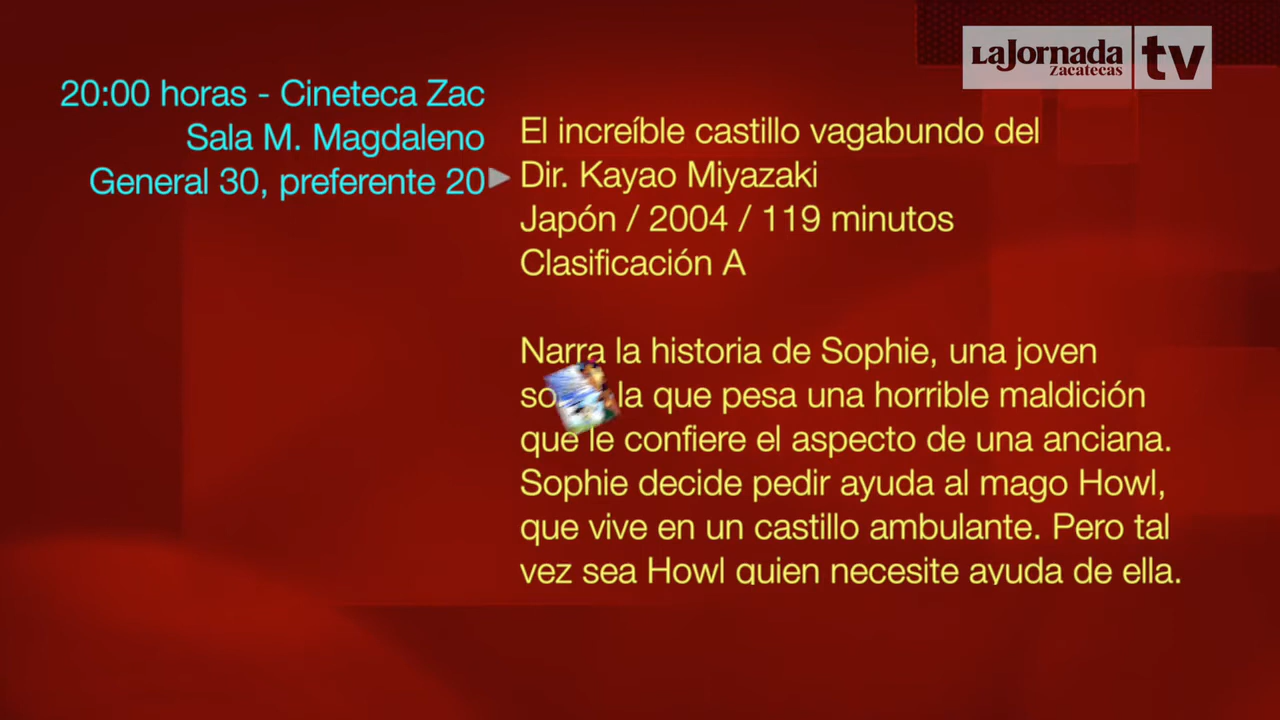 LaJornada
Zacatecas
tv
20:00 horas - Cineteca Zac
Sala M. Magdaleno
General 30, preferente 20
El increíble castillo vagabundo del
Dir. Kayao Miyazaki
Japón / 2004 / 119 minutos
Clasificación A
Narra la historia de Sophie, una joven
la que pesa una horrible maldición
que le confiere el aspecto de una anciana.
Sophie decide pedir ayuda al mago Howl,
que vive en un castillo ambulante. Pero tal
vez sea Howl quien necesite ayuda de ella.